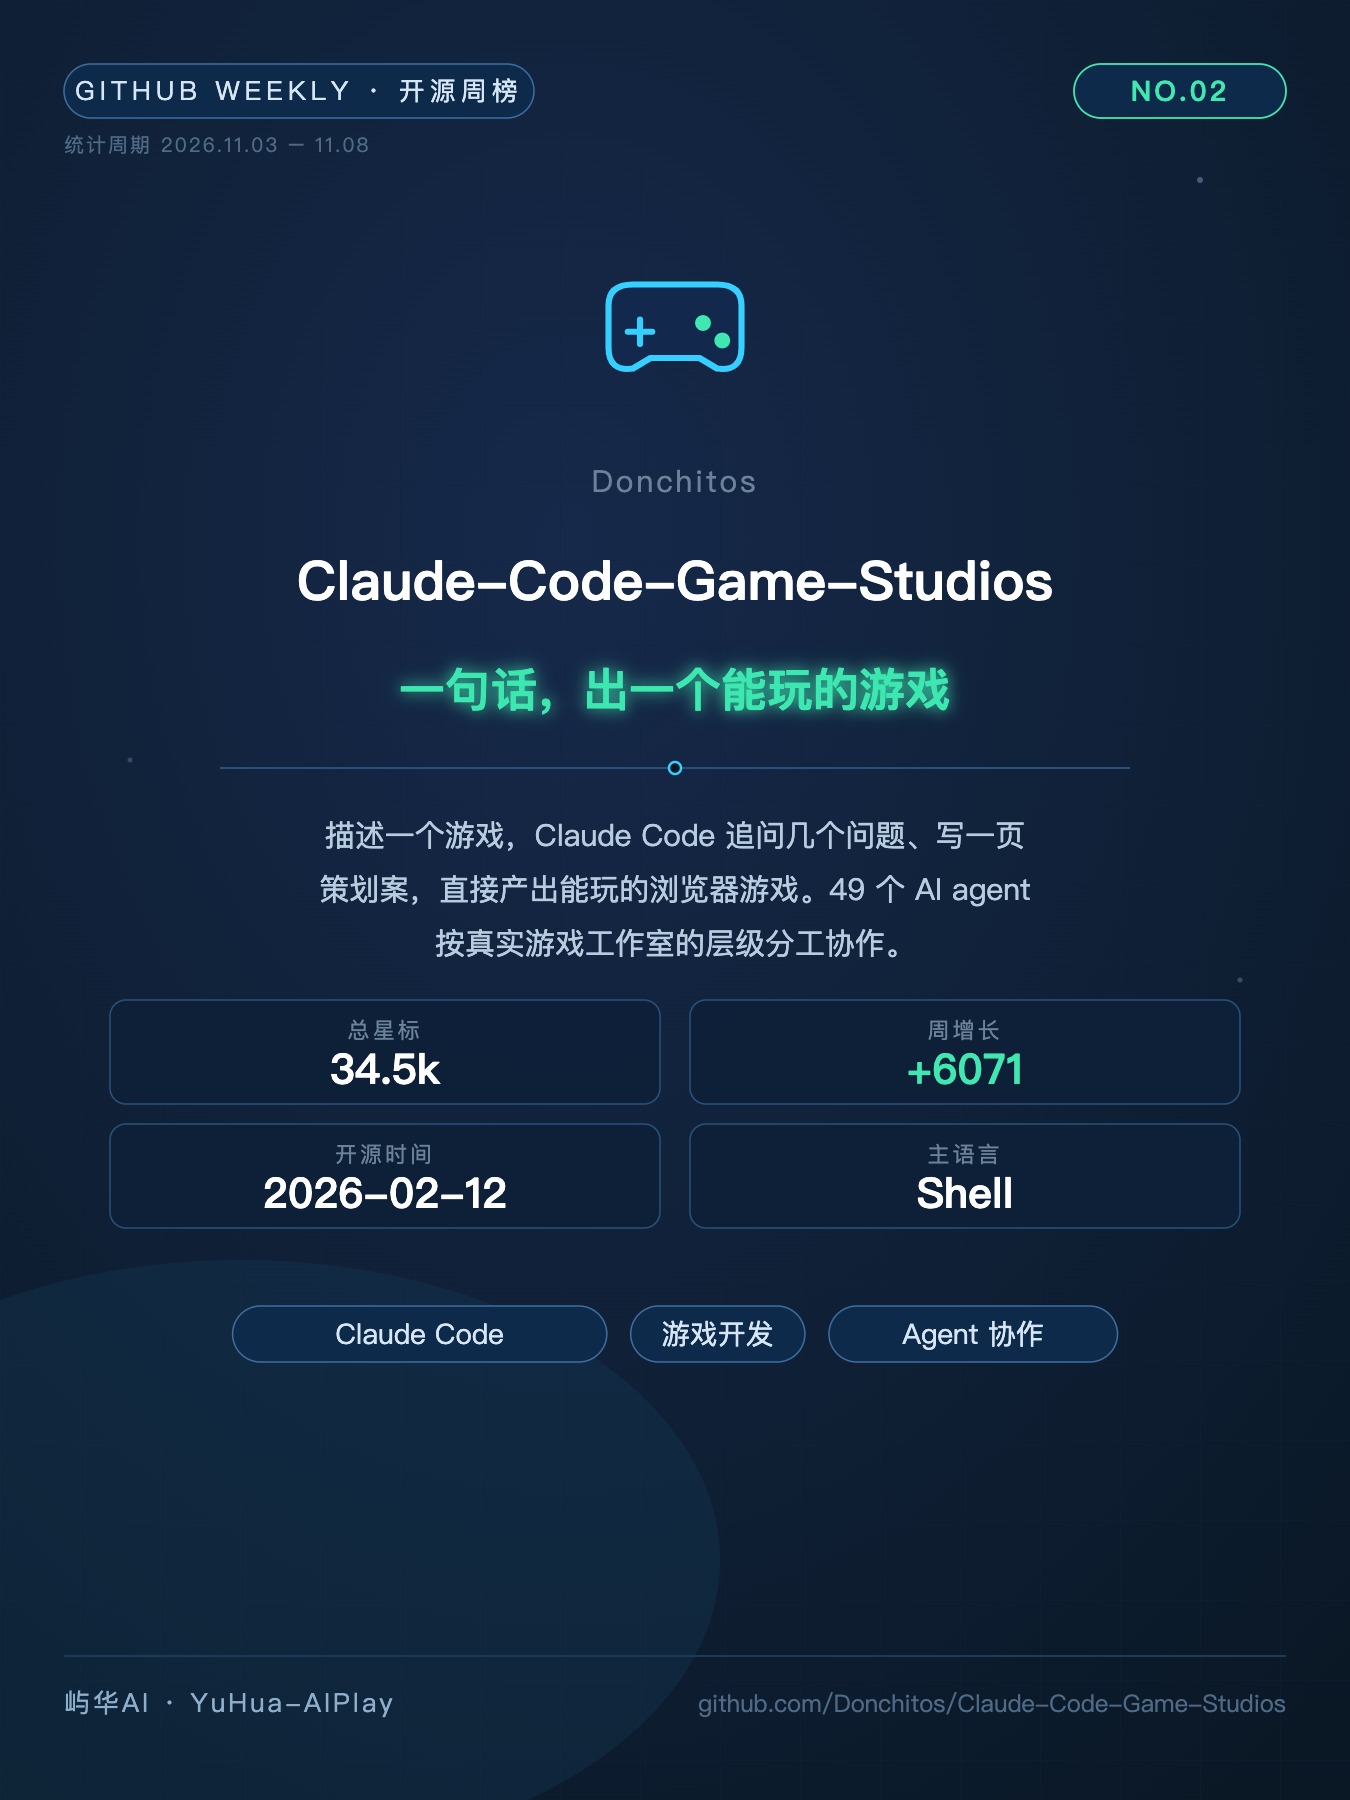 GITHUB WEEKLY · 开源周榜
NO.02
统计周期 2026.11.03 — 11.08
Donchitos
Claude-Code-Game-Studios
一句话，出一个能玩的游戏
描述一个游戏，Claude Code 追问几个问题、写一页
策划案，直接产出能玩的浏览器游戏。49 个 AI agent
按真实游戏工作室的层级分工协作。
总星标
34.5k
周增长
+6071
开源时间
2026-02-12
主语言
Shell
Claude Code
游戏开发
Agent 协作
屿华AI · YuHua-AIPlay
github.com/Donchitos/Claude-Code-Game-Studios